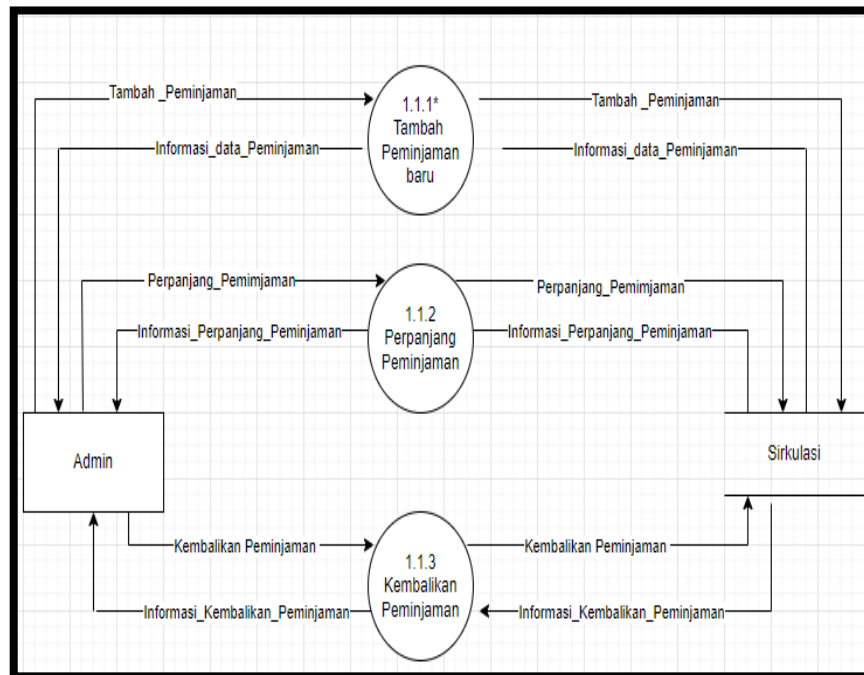 Tambah _Peminjaman
1.1.1*
Tambah
Peminjaman
baru
Tambah _Peminjaman
Informasi_data_Peminjaman
Informasi_data_Peminjaman
Perpanjang_Pemimjaman
1.1.2
Perpanjang
Peminjaman
Perpanjang_Pemimjaman
Informasi_Perpanjang_Peminjaman
Informasi_Perpanjang_Peminjaman
Admin
Sirkulasi
Kembalikan Peminjaman
1.1.3
Kembalikan
Peminjaman
Kembalikan Peminjaman
Informasi_Kembalikan_Peminjaman
Informasi_Kembalikan_Peminjaman